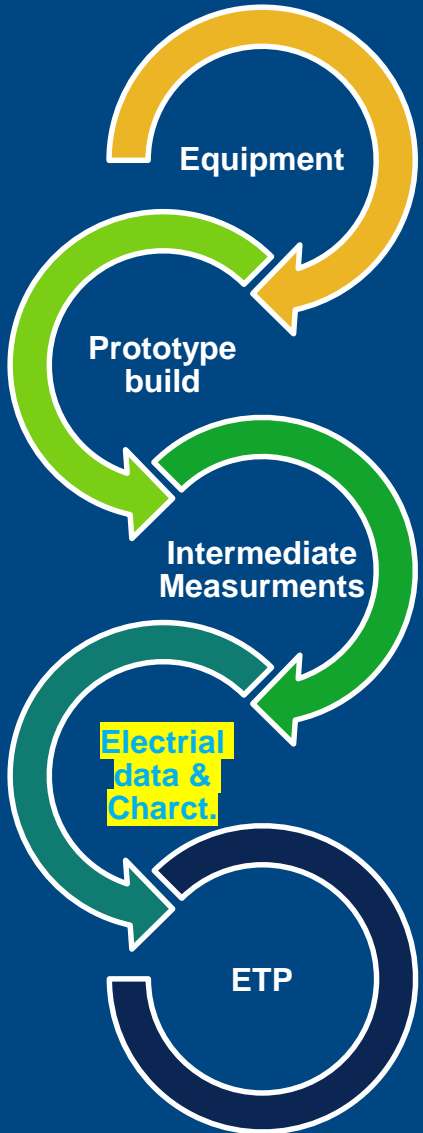 Equipment
Prototype
build
Intermediate
Measurments
Electrial
data &
Charct.
ETP